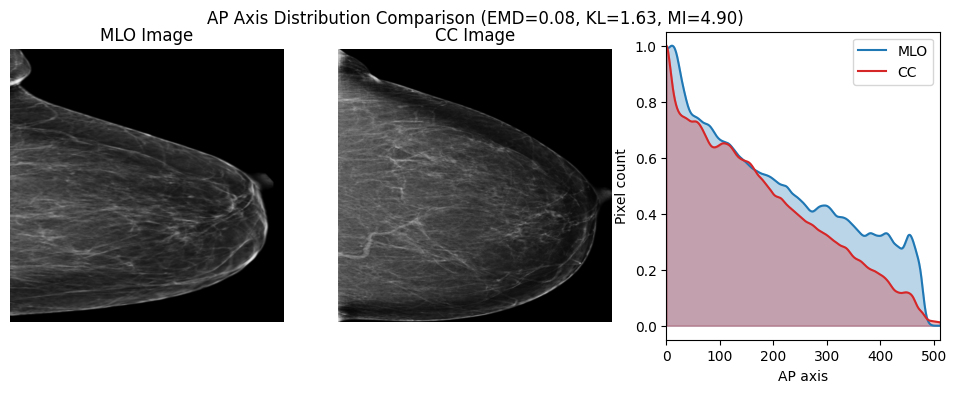 AP Axis Distribution Comparison (EMD=0.08, KL=1.63, MI=4.90)
MLO Image
CC Image
MLO
CC
Pixel count
1.0
0.8
0.6
0.4
0.2
0.0
0 100 200 300 400 500
AP axis